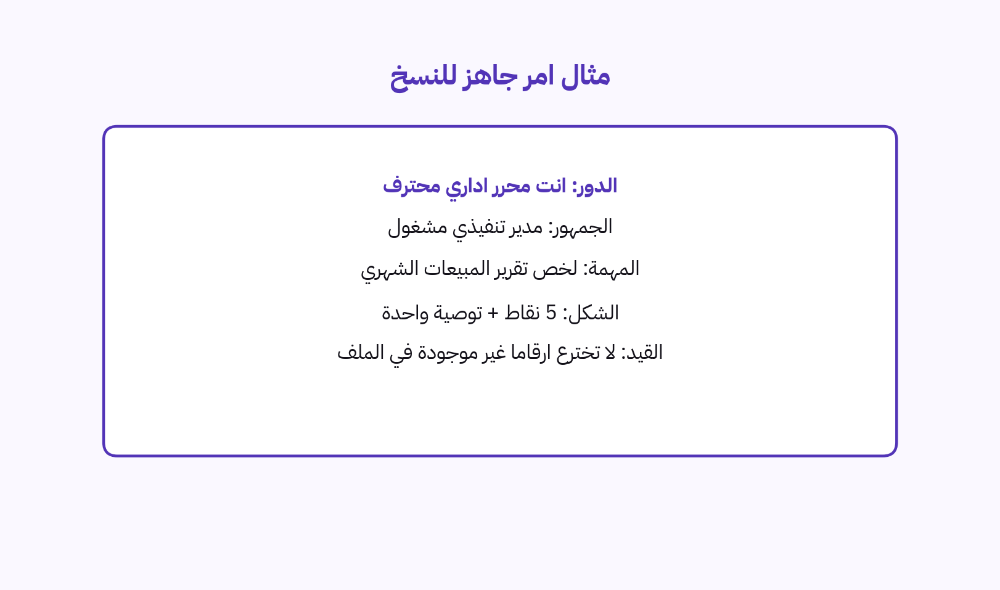 مثال امر جاهز للنسخ
الدور: انت محرر اداري محترف
الجمهور: مدير تنفيذي مشغول
المهمة: لخص تقرير المبيعات الشهري
الشكل: 5 نقاط + توصية واحدة
القيد: لا تخترع ارقاما غير موجودة في الملف